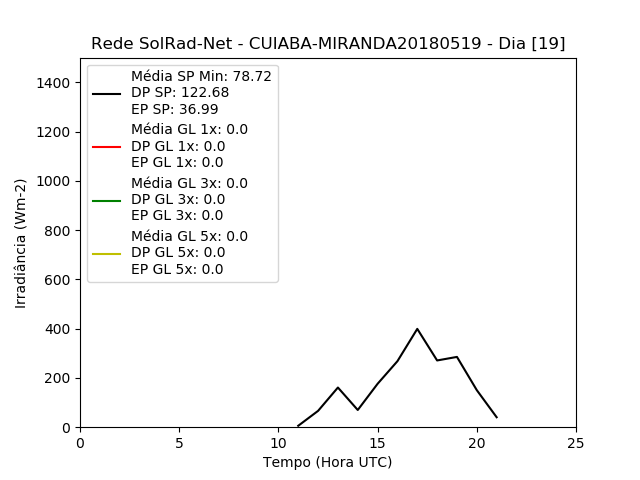 Rede SolRad-Net - CUIABA-MIRANDA20180519 - Dia [19]
Média SP Min: 78.72
DP SP: 122.68
EP SP: 36.99
Média GL 1x: 0.0
DP GL 1x: 0.0
EP GL 1x: 0.0
Média GL 3x: 0.0
DP GL 3x: 0.0
EP GL 3x: 0.0
Média GL 5x: 0.0
DP GL 5x: 0.0
EP GL 5x: 0.0
Irradiância (Wm-2)
1400
1200
1000
800
600
400
200
0
0 5 10 15 20 25
Tempo (Hora UTC)